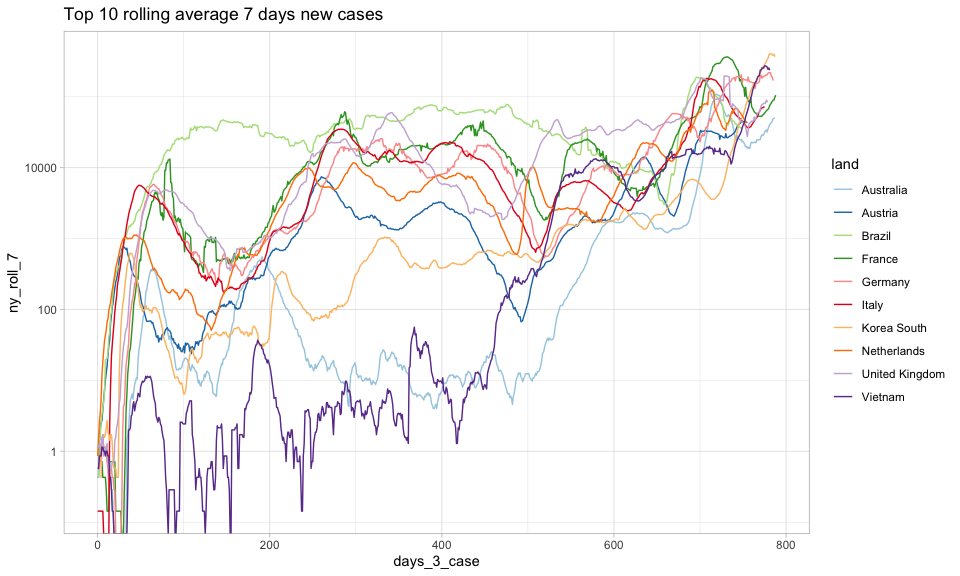 Top 10 rolling average 7 days new cases
ny_roll_7
10000
100
1
0
200
400
600
800
days_3_case
land
Australia
Austria
Brazil
France
Germany
Italy
Korea South
Netherlands
United Kingdom
Vietnam